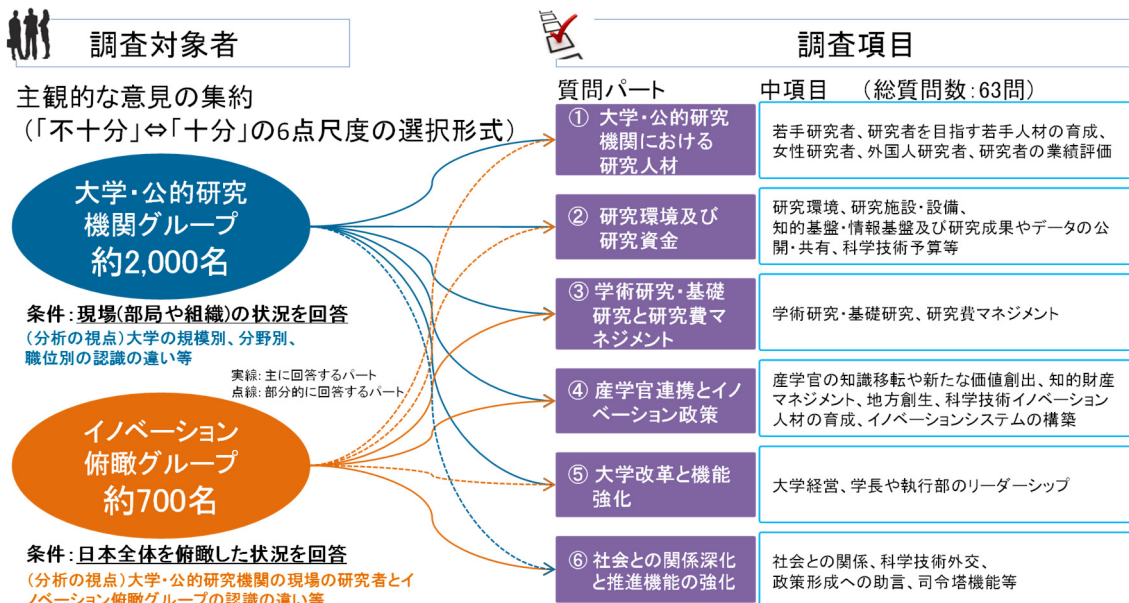 調査対象者
主観的な意見の集約
(「不十分」⇔「十分」の6点尺度の選択形式)
大学・公的研究
機関グループ
約2,000名
条件:現場(部局や組織)の状況を回答
(分析の視点)大学の規模別、分野別、
職位別の認識の違い等
実線:主に回答するパート
点線:部分的に回答するパート
イノベーション
俯瞰グループ
約700名
条件:日本全体を俯瞰した状況を回答
(分析の視点)大学・公的研究機関の現場の研究者とイ
ノベーション俯瞰グループの認識の違い等
調査項目
質問パート
中項目 (総質問数:63問)
① 大学・公的研究
機関における
研究人材
若手研究者、研究者を目指す若手人材の育成、
女性研究者、外国人研究者、研究者の業績評価
② 研究環境及び
研究資金
研究環境、研究施設・設備、
知的基盤・情報基盤及び研究成果やデータの公
開・共有、科学技術予算等
③ 学術研究・基礎
研究と研究費マ
ネジメント
学術研究・基礎研究、研究費マネジメント
④ 産学官連携とイノ
ベーション政策
産学官の知識移転や新たな価値創出、知的財産
マネジメント、地方創生、科学技術イノベーション
人材の育成、イノベーションシステムの構築
⑤ 大学改革と機能
強化
大学経営、学長や執行部のリーダーシップ
⑥ 社会との関係深化
と推進機能の強化
社会との関係、科学技術外交、
政策形成への助言、司令塔機能等